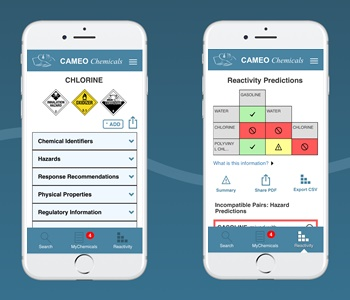 CAMEO Chemicals
CHLORINE
INHALATION HAZARD
OXIDIZER
CORROSIVE
+ ADD
Chemical Identifiers
Hazards
Response Recommendations
Physical Properties
Regulatory Information
Search
MyChemicals
4
Reactivity
CAMEO Chemicals
Reactivity Predictions
GASOLINE
WATER
WATER
CHLORINE
CHLORINE
POLYVINYL CHL...
What is this information?
Summary
Share PDF
Export CSV
Incompatible Pairs: Hazard
Predictions
GASOLINE
Search
MyChemicals
4
Reactivity